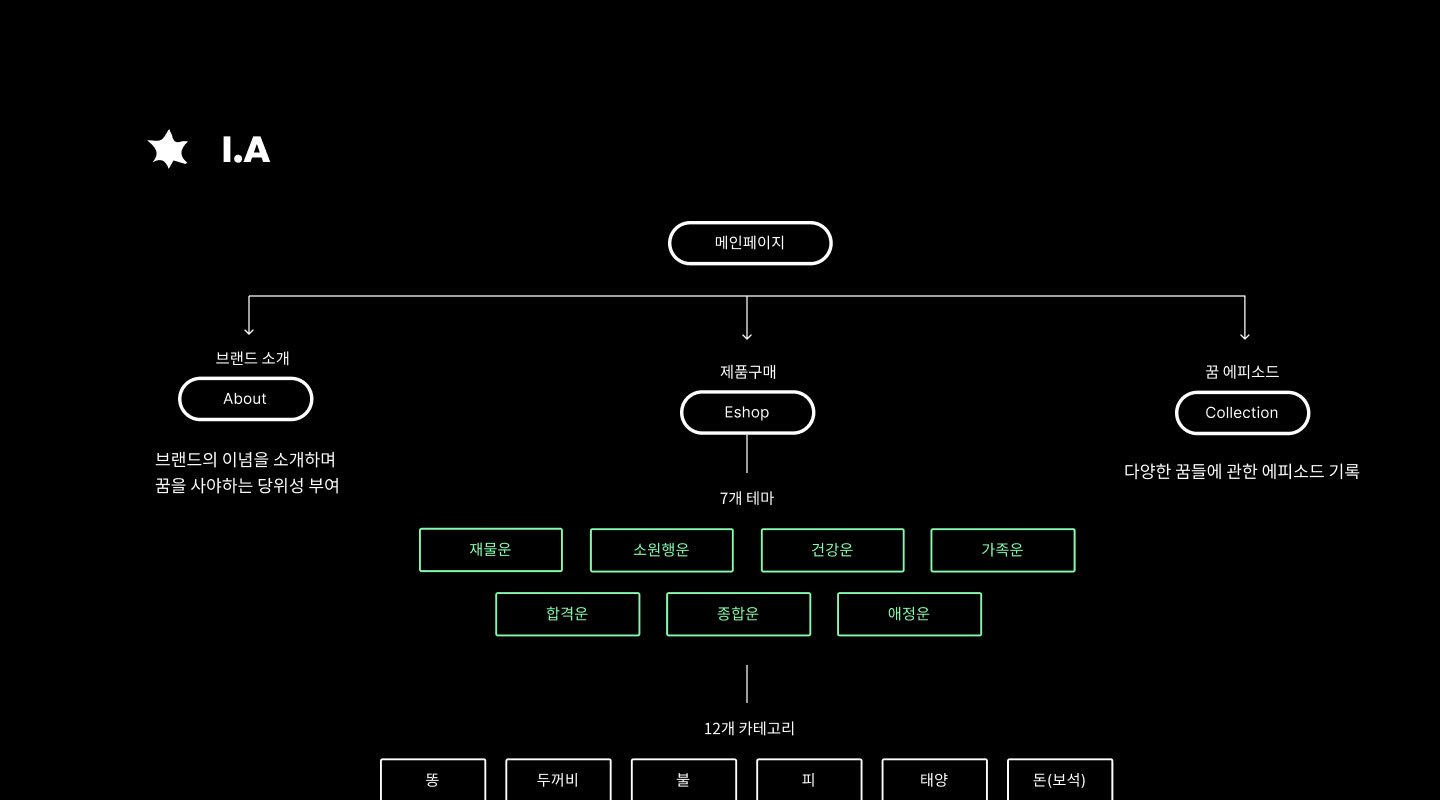 I.A
메인페이지
브랜드 소개
About
브랜드의 이념을 소개하며
꿈을 사야하는 당위성 부여
제품구매
Eshop
꿈 에피소드
Collection
다양한 꿈들에 관한 에피소드 기록
7개 테마
재물운
소원행운
건강운
가족운
합격운
종합운
애정운
12개 카테고리
똥
두꺼비
불
피
태양
돈(보석)